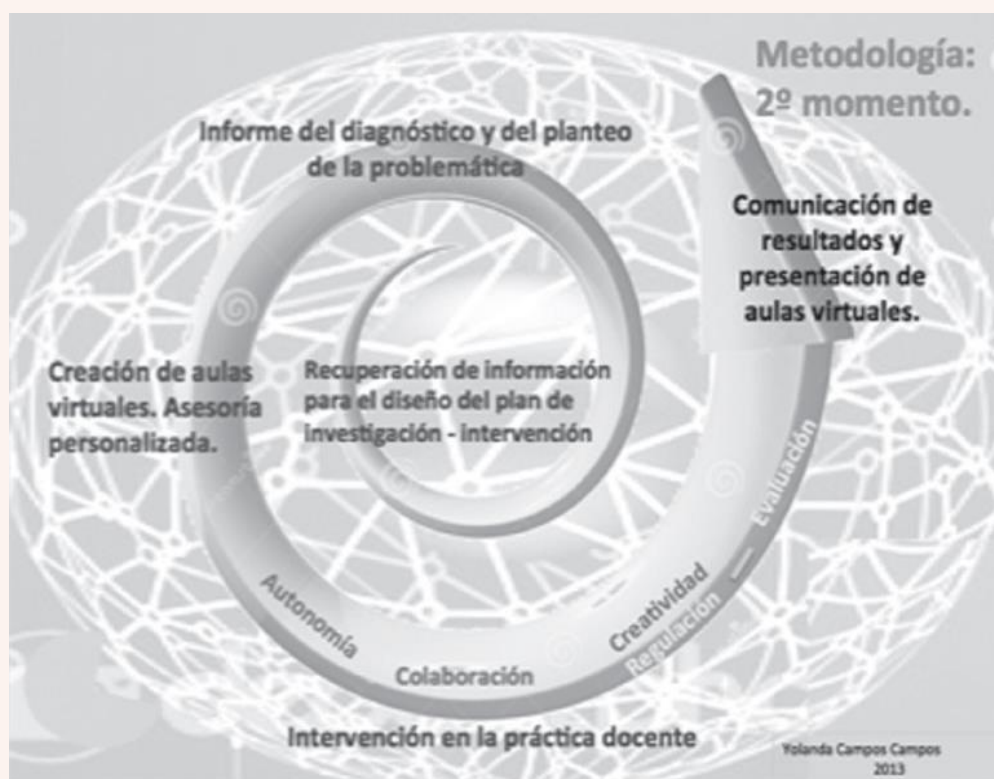 Metodología:
2º momento.
Informe del diagnóstico y del planteo
de la problemática
Comunicación de
resultados y
presentación de
aulas virtuales.
Creación de aulas
virtuales. Asesoría
personalizada.
Recuperación de información
para el diseño del plan de
investigación - intervención
Autonomía
Colaboración
Creatividad
Regulación — Evaluación
Intervención en la práctica docente
Yolanda Campos Campos
2013